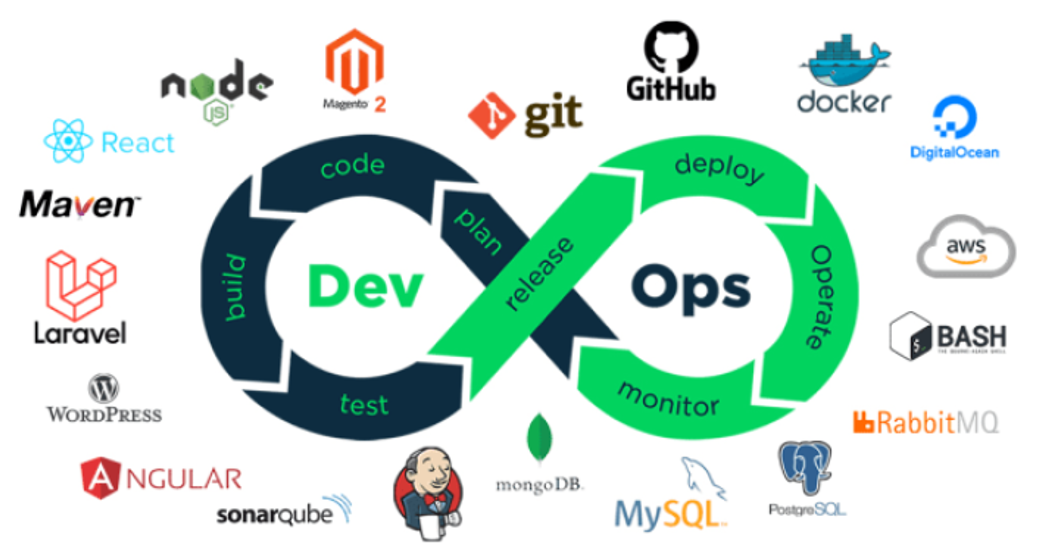 node
JS
Magento 2
git
GitHub
docker
DigitalOcean
React
Maven™
Laravel
WORDPRESS
ANGULAR
sonarqube
mongoDB
MySQL
PostgreSQL
RabbitMQ
$
BASH
THE BOURNE-AGAIN SHELL
aws
code
plan
build
test
release
deploy
Operate
monitor
Dev
Ops